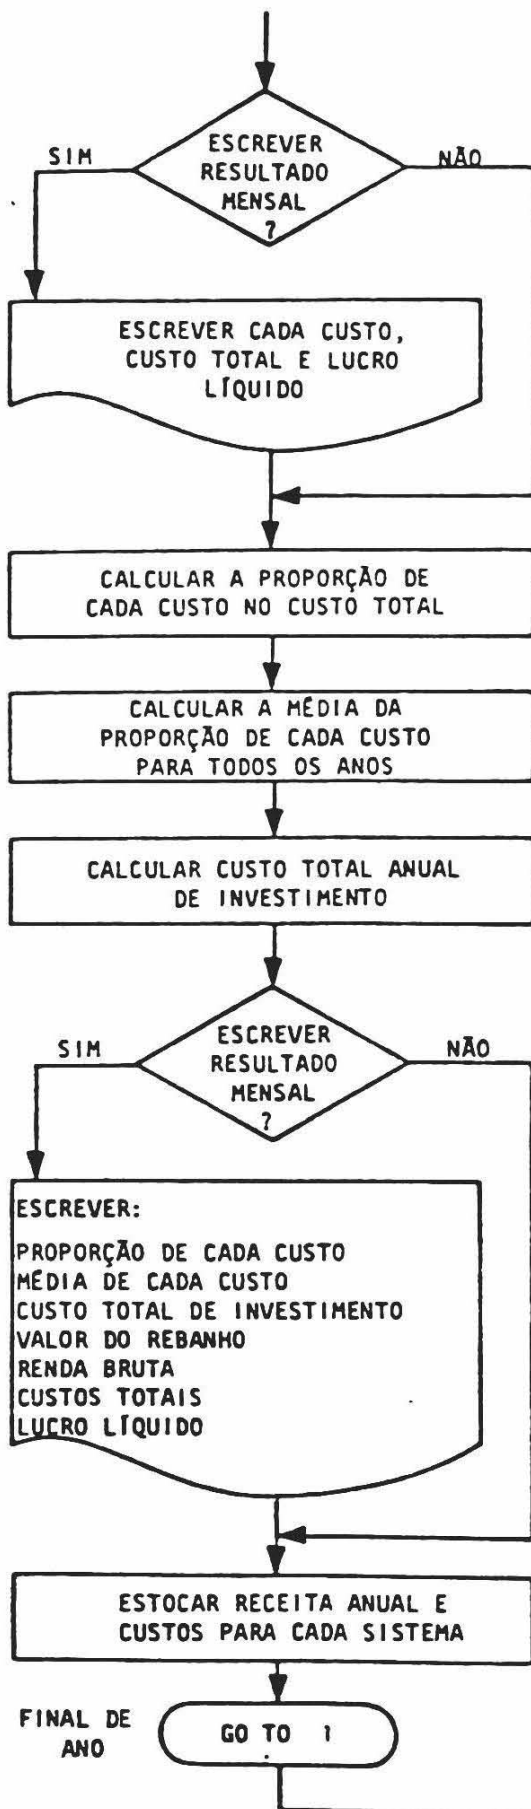 ESCREVER
SIM
RESULTADO
NÃO
MENSAL
?
ESCREVER CADA CUSTO,
CUSTO TOTAL E LUCRO
LÍQUIDO
CALCULAR A PROPORÇÃO DE
CADA CUSTO NO CUSTO TOTAL
CALCULAR A MÉDIA DA
PROPORÇÃO DE CADA CUSTO
PARA TODOS OS ANOS
CALCULAR CUSTO TOTAL ANUAL
DE INVESTIMENTO
ESCREVER
SIM
RESULTADO
NÃO
MENSAL
?
ESCREVER:
PROPORÇÃO DE CADA CUSTO
MÉDIA DE CADA CUSTO
CUSTO TOTAL DE INVESTIMENTO
VALOR DO REBANHO
RENDA BRUTA
CUSTOS TOTAIS
LUCRO LÍQUIDO
ESTOCAR RECEITA ANUAL E
CUSTOS PARA CADA SISTEMA
FINAL DE
ANO
GO TO 1